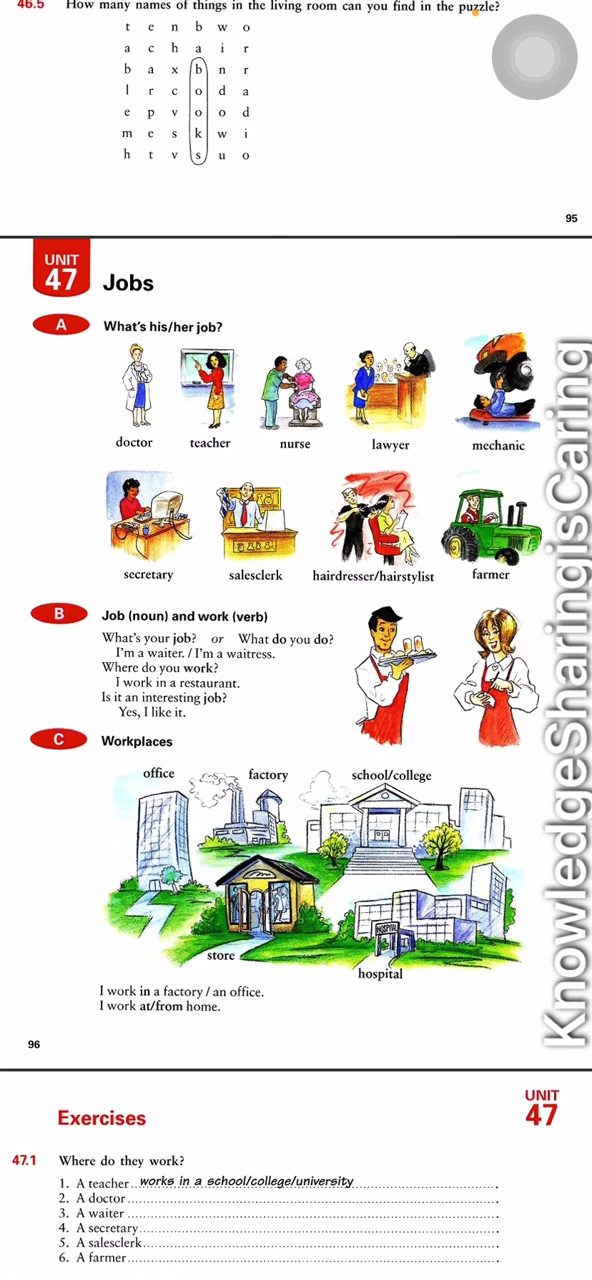 46.5 How many names of things in the living room can you find in the puzzle?
t e n b w o
a c h a i r
b a x b n r
l r c o d a
e p v o o d
m e s k w i
h t v s u o
95
UNIT
47 Jobs
A What's his/her job?
doctor teacher nurse lawyer mechanic
secretary salesclerk hairdresser/hairstylist farmer
B Job (noun) and work (verb)
What's your job? or What do you do?
I'm a waiter. / I'm a waitress.
Where do you work?
I work in a restaurant.
Is it an interesting job?
Yes, I like it.
C Workplaces
office factory school/college
HOSPITAL
store
hospital
I work in a factory / an office.
I work at/from home.
96
KnowledgeSharingisCaring
UNIT
47
Exercises
47.1 Where do they work?
1. A teacher...works in a school/college/university...
2. A doctor...
3. A waiter...
4. A secretary...
5. A salesclerk...
6. A farmer...